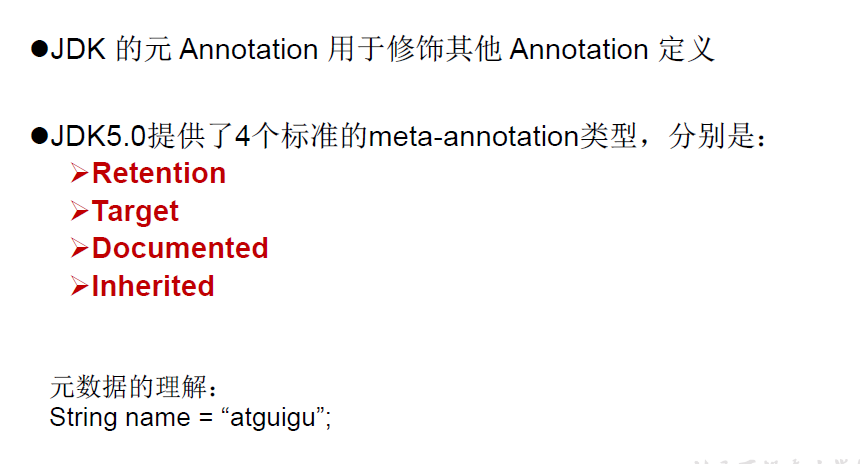 ●JDK 的元 Annotation 用于修饰其他 Annotation 定义
●JDK5.0提供了4个标准的meta-annotation类型，分别是：
➢Retention
➢Target
➢Documented
➢Inherited
元数据的理解：
String name = “atguigu”;